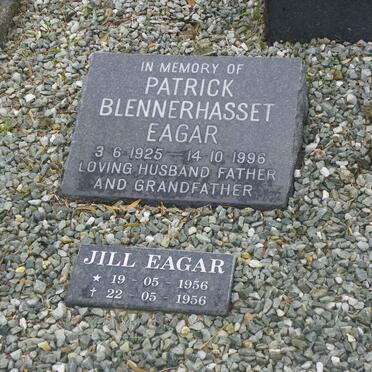 IN MEMORY OF
PATRICK
BLENNERHASSET
EAGAR
3·6·1925 — 14·10·1996
LOVING HUSBAND FATHER
AND GRANDFATHER
JILL EAGAR
★ 19 - 05 - 1956
✝ 22 - 05 - 1956